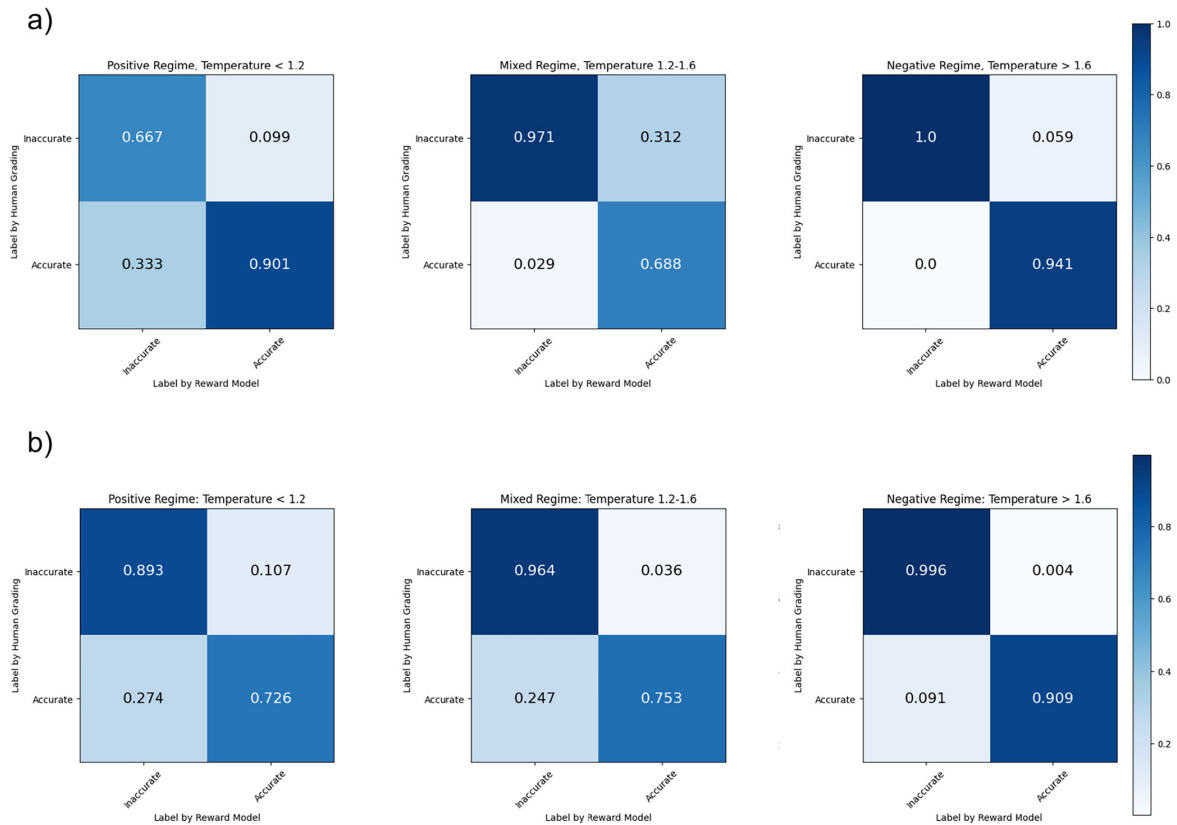 a)
Positive Regime, Temperature < 1.2
Mixed Regime, Temperature 1.2-1.6
Negative Regime, Temperature > 1.6
1.0
0.8
0.6
0.4
0.2
0.0
Label by Human Grading
Inaccurate
Accurate
0.667
0.099
0.333
0.901
Inaccurate
Accurate
Label by Reward Model
Label by Human Grading
Inaccurate
Accurate
0.971
0.312
0.029
0.688
Inaccurate
Accurate
Label by Reward Model
Label by Human Grading
Inaccurate
Accurate
1.0
0.059
0.0
0.941
Inaccurate
Accurate
Label by Reward Model
b)
Positive Regime: Temperature < 1.2
Mixed Regime: Temperature 1.2-1.6
Negative Regime: Temperature > 1.6
0.8
0.6
0.4
0.2
Label by Human Grading
Inaccurate
Accurate
0.893
0.107
0.274
0.726
Inaccurate
Accurate
Label by Reward Model
Label by Human Grading
Inaccurate
Accurate
0.964
0.036
0.247
0.753
Inaccurate
Accurate
Label by Reward Model
Label by Human Grading
Inaccurate
Accurate
0.996
0.004
0.091
0.909
Inaccurate
Accurate
Label by Reward Model